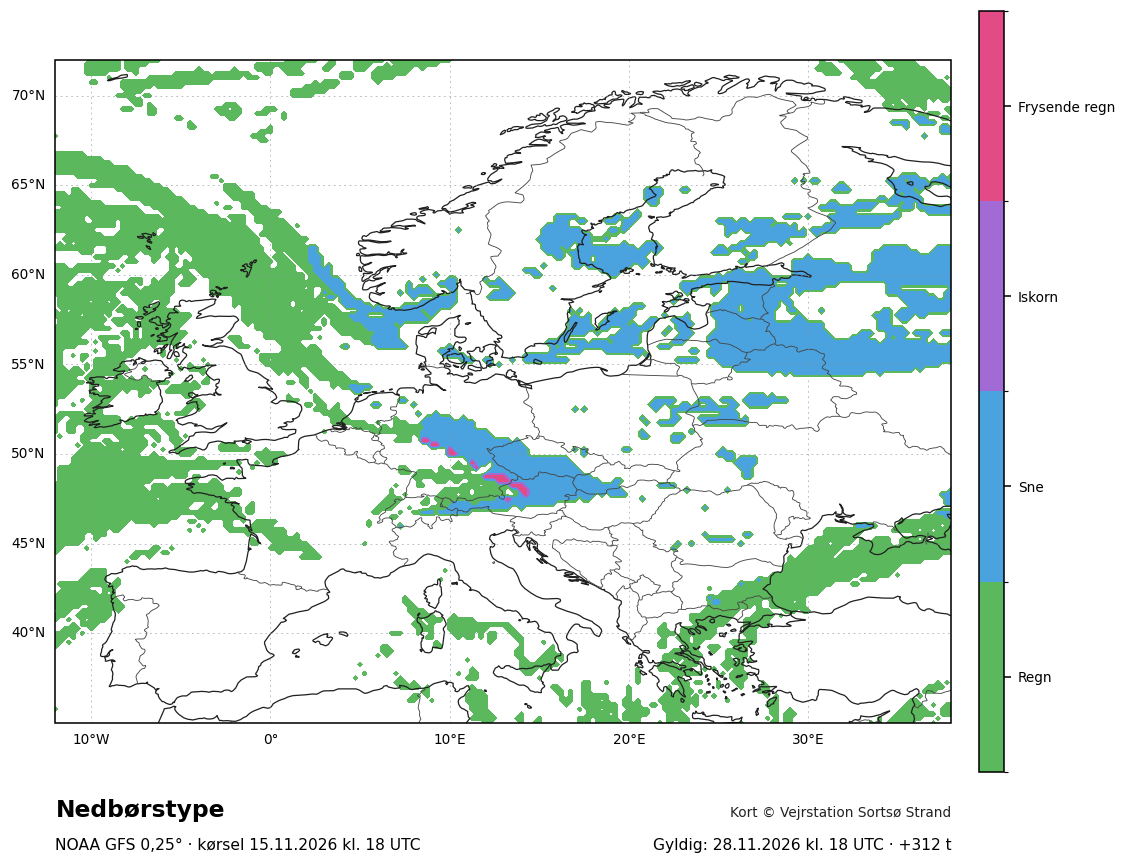 70°N
65°N
60°N
55°N
50°N
45°N
40°N
10°W
0°
10°E
20°E
30°E
Frysende regn
Iskorn
Sne
Regn
Nedbørstype
Kort © Vejrstation Sortsø Strand
NOAA GFS 0,25° · kørsel 15.11.2026 kl. 18 UTC
Gyldig: 28.11.2026 kl. 18 UTC · +312 t